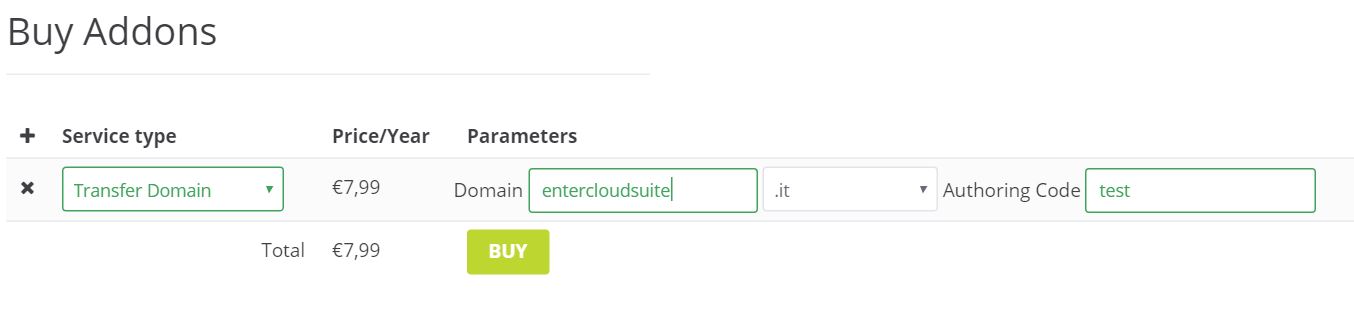 Buy Addons
Service type Price/Year Parameters
Transfer Domain €7,99 Domain entercloudsuite .it Authoring Code test
Total €7,99 BUY